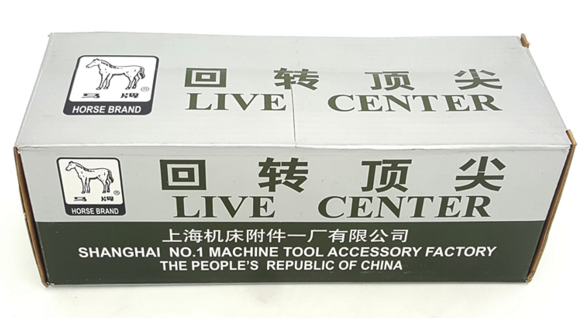 马牌®
HORSE BRAND
回转顶尖
LIVE CENTER
马牌®
HORSE BRAND
回转顶尖
LIVE CENTER
上海机床附件一厂有限公司
SHANGHAI NO.1 MACHINE TOOL ACCESSORY FACTORY
THE PEOPLE'S REPUBLIC OF CHINA